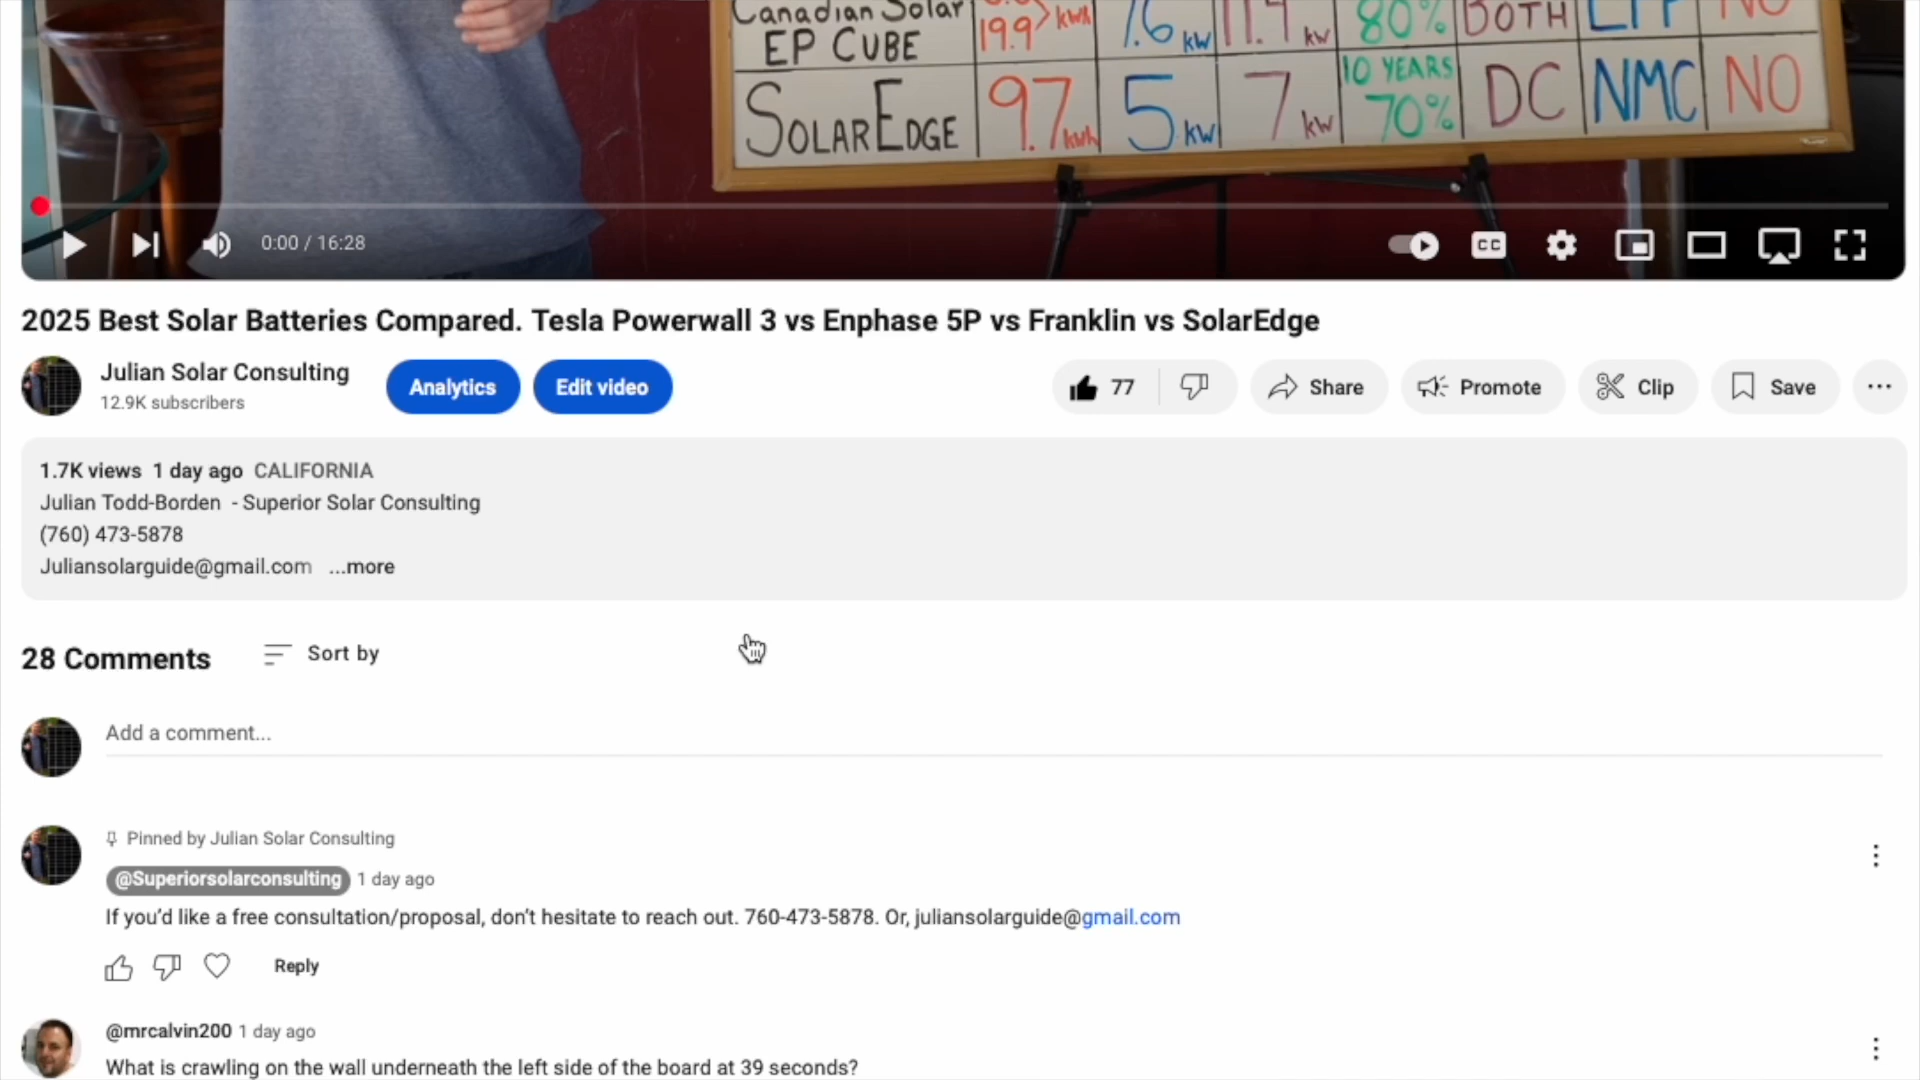 Canadian Solar
EP CUBE
19.9 kWh
7.6 kW
11.4 kW
80%
BOTH
LFP
NO
SOLAREDGE
9.7 kWh
5 kW
7 kW
10 YEARS
70%
DC
NMC
NO
0:00 / 16:28
CC
2025 Best Solar Batteries Compared. Tesla Powerwall 3 vs Enphase 5P vs Franklin vs SolarEdge
Julian Solar Consulting
12.9K subscribers
Analytics
Edit video
77
Share
Promote
Clip
Save
1.7K views 1 day ago CALIFORNIA
Julian Todd-Borden - Superior Solar Consulting
(760) 473-5878
Juliansolarguide@gmail.com ...more
28 Comments
Sort by
Add a comment...
Pinned by Julian Solar Consulting
@Superiorsolarconsulting 1 day ago
If you’d like a free consultation/proposal, don’t hesitate to reach out. 760-473-5878. Or, juliansolarguide@gmail.com
Reply
@mrcalvin200 1 day ago
What is crawling on the wall underneath the left side of the board at 39 seconds?